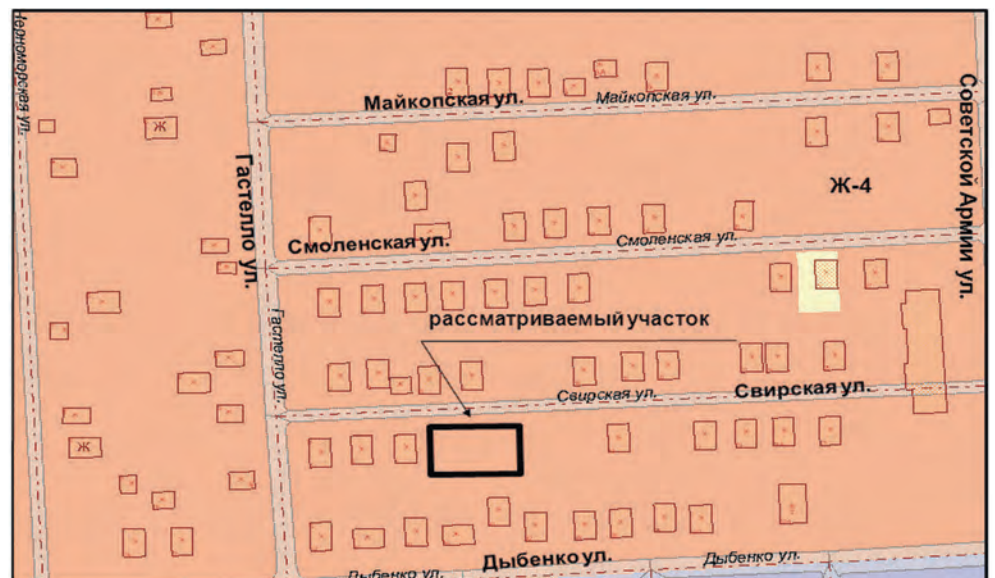 Черноморская ул.
Майкопская ул.
Майкопская ул.
Советской Армии ул.
Ж
Гастелло ул.
Ж-4
Смоленская ул.
Смоленская ул.
Гастелло ул.
рассматриваемый участок
Свирская ул.
Свирская ул.
Ж
Дыбенко ул.
Дыбенко ул.
Дыбенко ул.